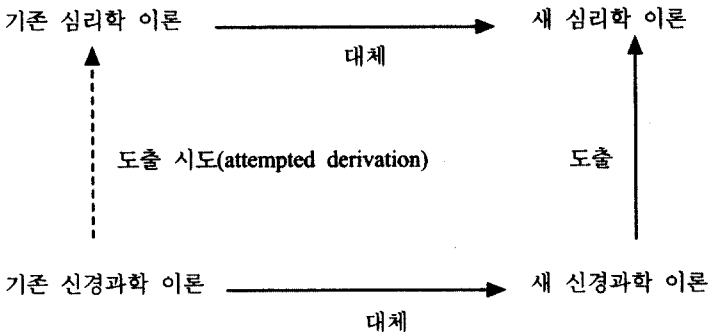 기존 심리학 이론 새 심리학 이론
대체
도출 시도(attempted derivation) 도출
기존 신경과학 이론 새 신경과학 이론
대체